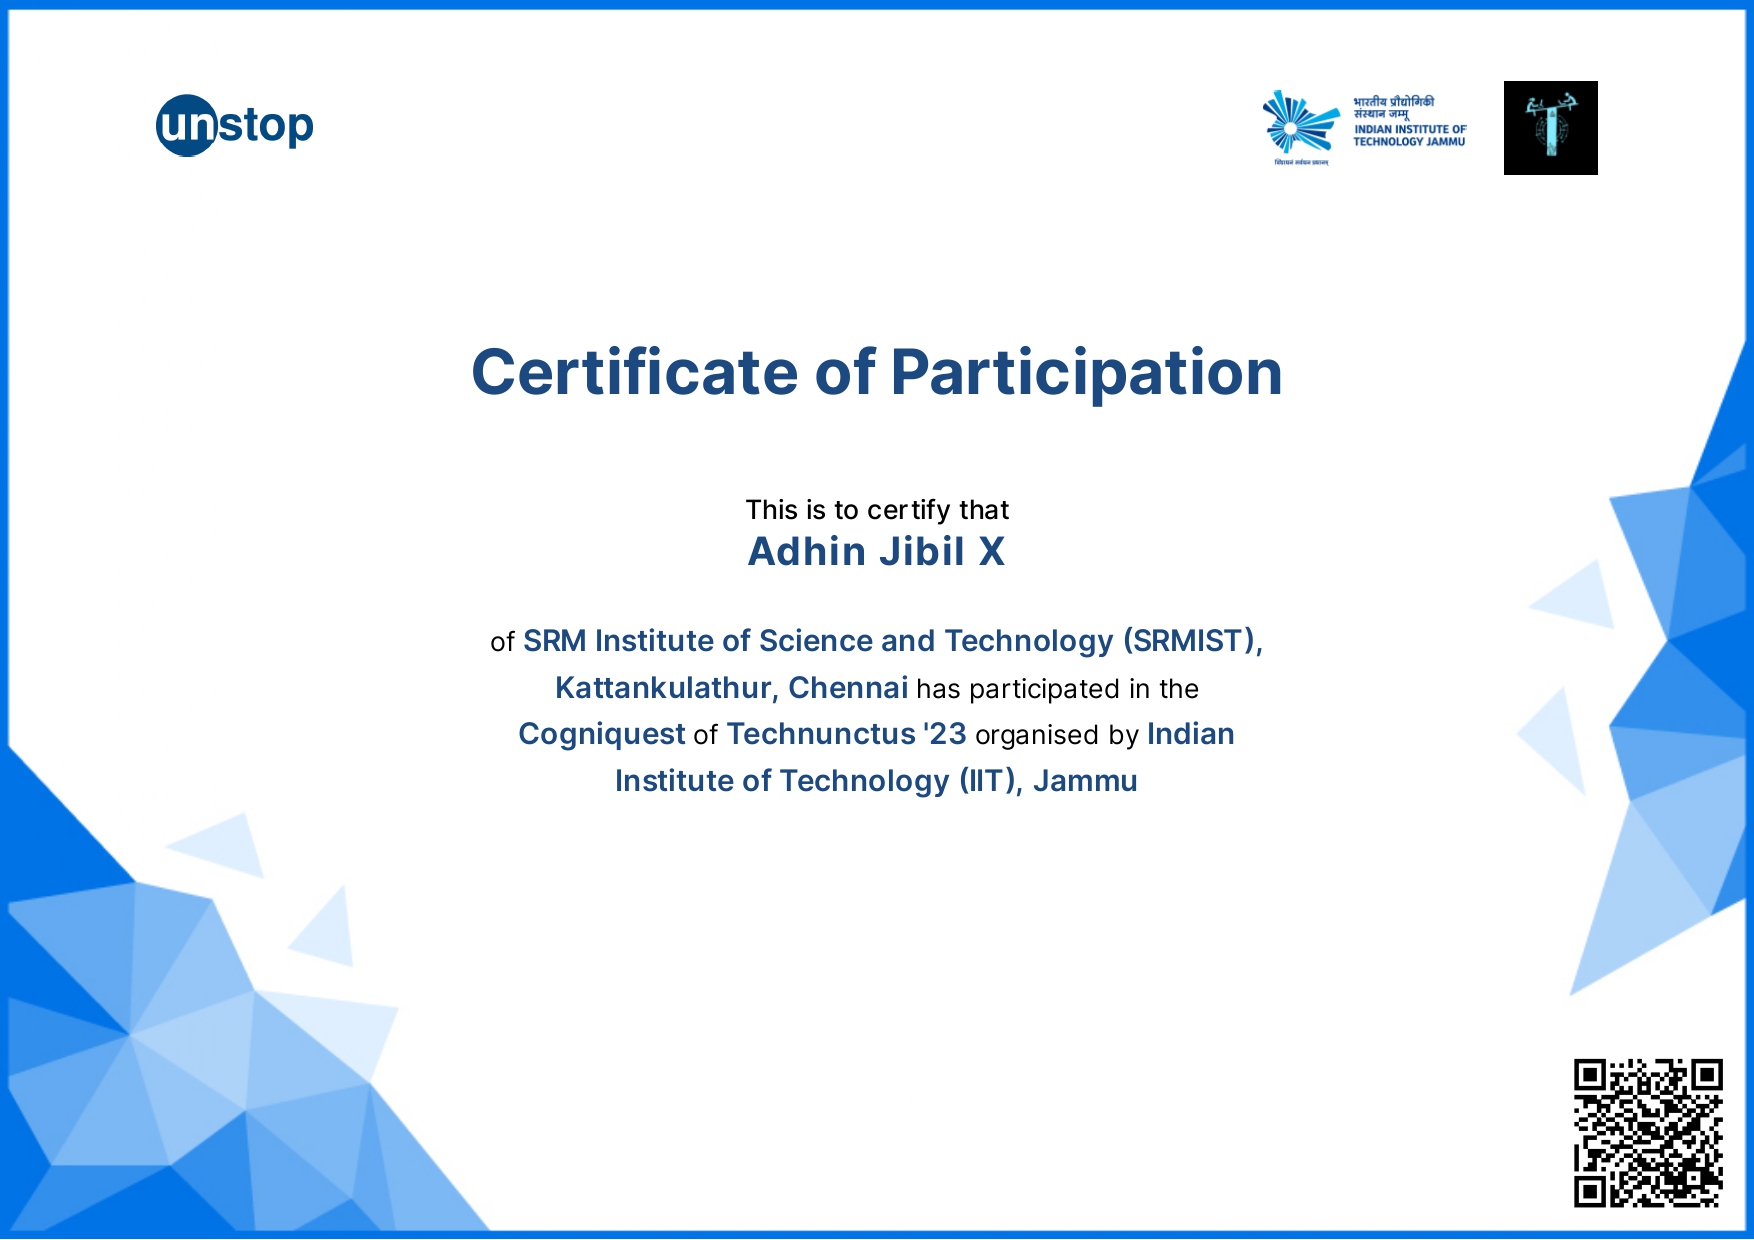 unstop
भारतीय प्रौद्योगिकी
संस्थान जम्मू
INDIAN INSTITUTE OF
TECHNOLOGY JAMMU
Certificate of Participation
This is to certify that
Adhin Jibil X
of SRM Institute of Science and Technology (SRMIST),
Kattankulathur, Chennai has participated in the
Cogniquest of Technunctus '23 organised by Indian
Institute of Technology (IIT), Jammu